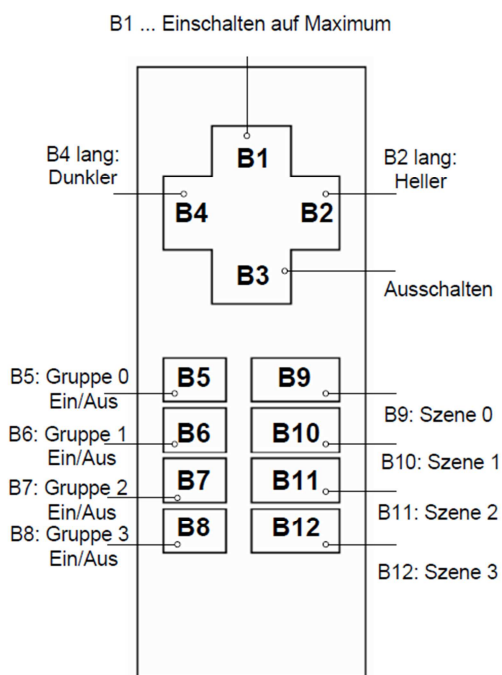 B1 ... Einschalten auf Maximum
B4 lang:
Dunkler
B1
B2 lang:
Heller
B4
B2
B3
Ausschalten
B5: Gruppe 0
Ein/Aus
B5
B9
B9: Szene 0
B6: Gruppe 1
Ein/Aus
B6
B10
B10: Szene 1
B7: Gruppe 2
Ein/Aus
B7
B11
B11: Szene 2
B8: Gruppe 3
Ein/Aus
B8
B12
B12: Szene 3